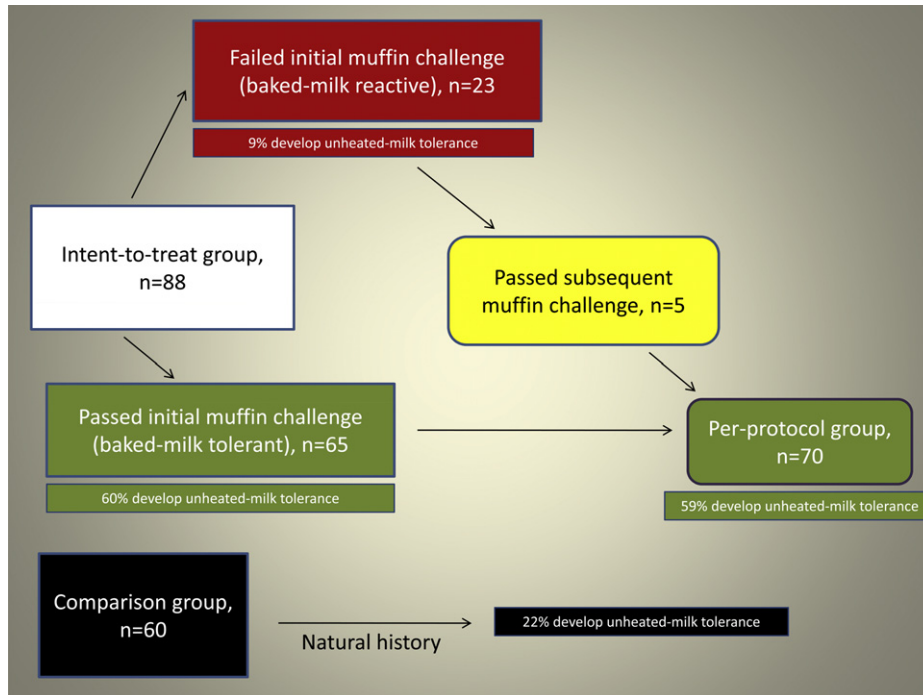 Failed initial muffin challenge
(baked-milk reactive), n=23
9% develop unheated-milk tolerance
Intent-to-treat group,
n=88
Passed subsequent
muffin challenge, n=5
Passed initial muffin challenge
(baked-milk tolerant), n=65
60% develop unheated-milk tolerance
Per-protocol group,
n=70
59% develop unheated-milk tolerance
Comparison group,
n=60
Natural history
22% develop unheated-milk tolerance